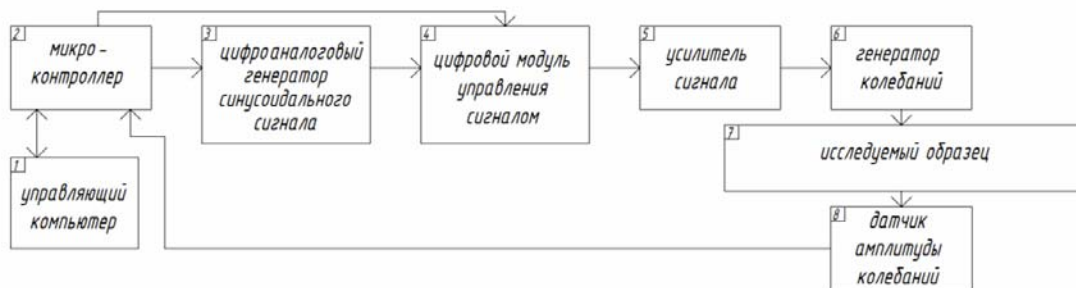 2
микро -
контроллер
3
цифроаналоговый
генератор
синусоидального
сигнала
4
цифровой модуль
управления
сигналом
5
усилитель
сигнала
6
генератор
колебаний
7
исследуемый образец
1
управляющий
компьютер
8
датчик
амплитуды
колебаний